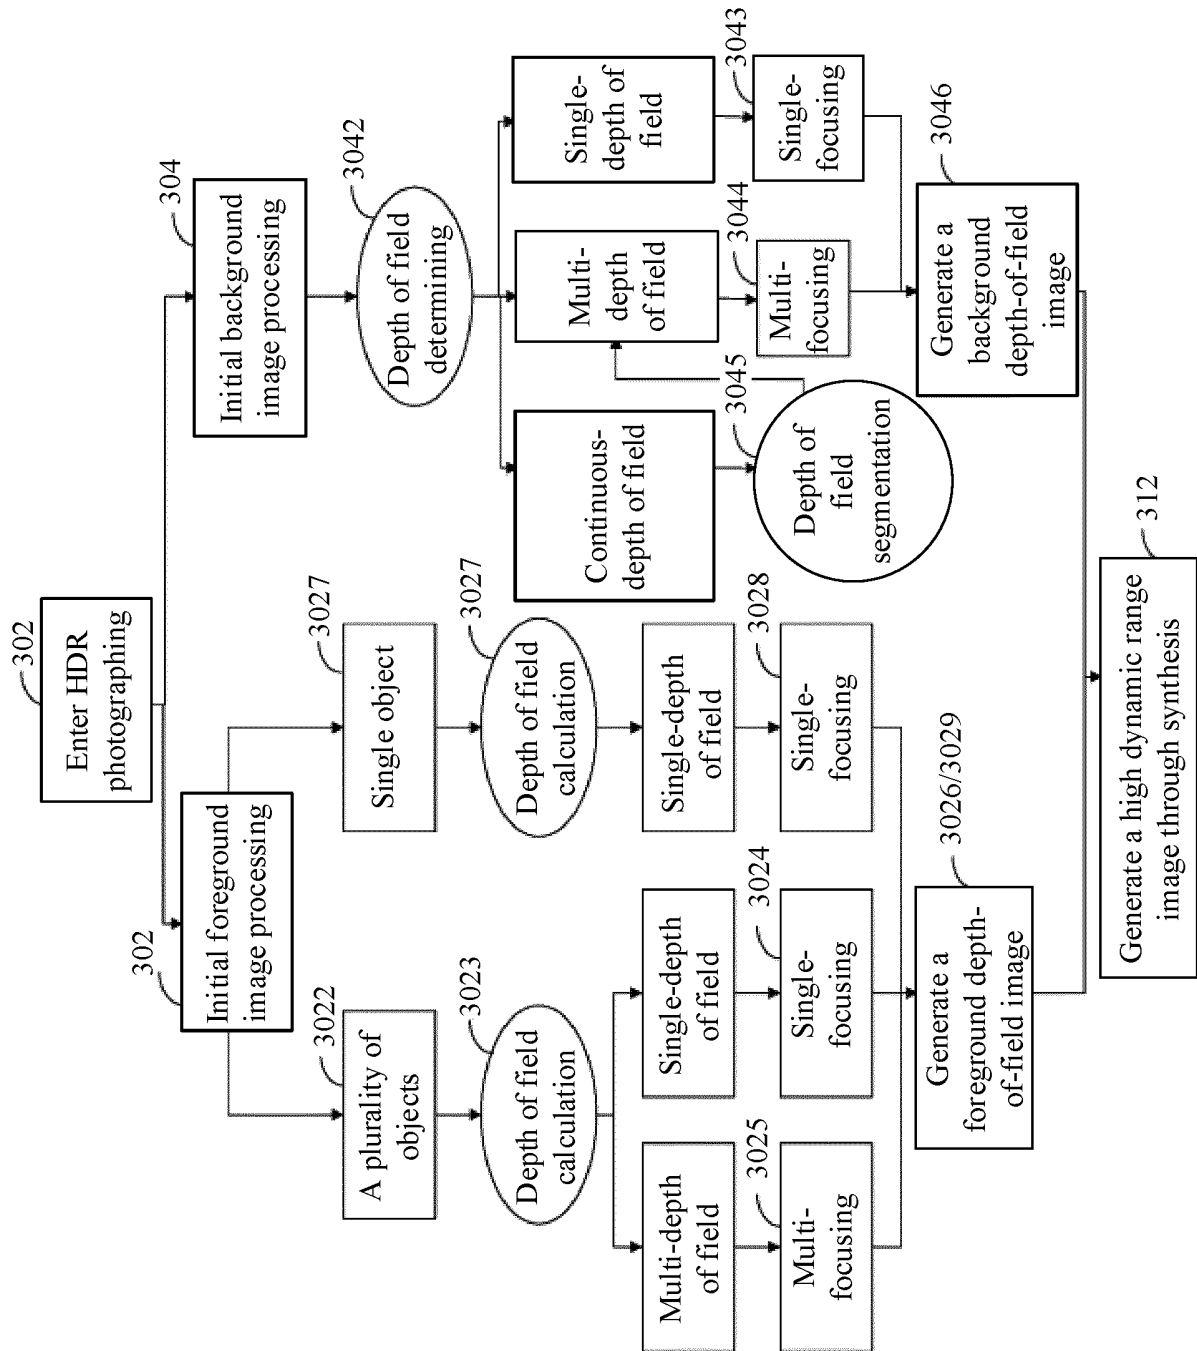 302
Enter HDR
photographing
302
Initial foreground
image processing
304
Initial background
image processing
3022
A plurality of
objects
3027
Single object
3042
Depth of field
determining
3023
Depth of field
calculation
3027
Depth of field
calculation
Multi-depth
of field
Single-depth
of field
Single-depth
of field
Continuous-
depth of field
Multi-
depth
of field
Single-
depth of
field
3025
Multi-
focusing
3024
Single-
focusing
3028
Single-
focusing
3045
Depth of
field
segmentation
3044
Multi-
focusing
3043
Single-
focusing
3026/3029
Generate a
foreground depth-
of-field image
3046
Generate a
background
depth-of-field
image
312
Generate a high dynamic range
image through synthesis